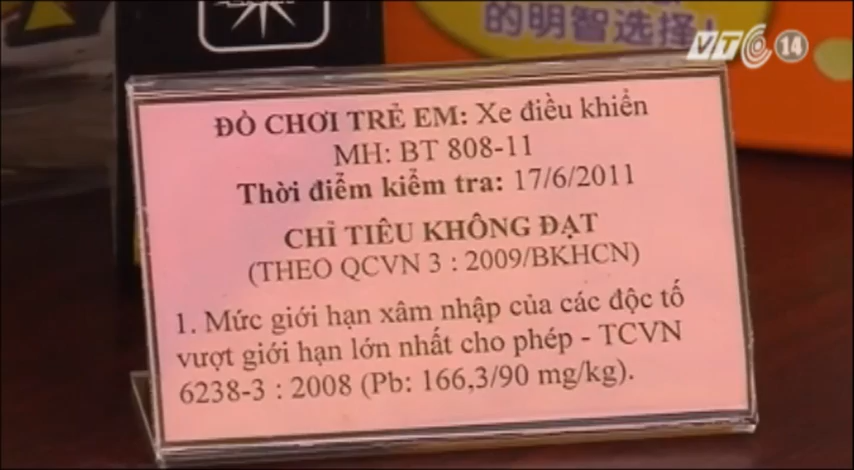 的明智选择!
VTC 14
ĐỒ CHƠI TRẺ EM: Xe điều khiển
MH: BT 808-11
Thời điểm kiểm tra: 17/6/2011
CHỈ TIÊU KHÔNG ĐẠT
(THEO QCVN 3 : 2009/BKHCN)
1. Mức giới hạn xâm nhập của các độc tố
vượt giới hạn lớn nhất cho phép - TCVN
6238-3 : 2008 (Pb: 166,3/90 mg/kg).